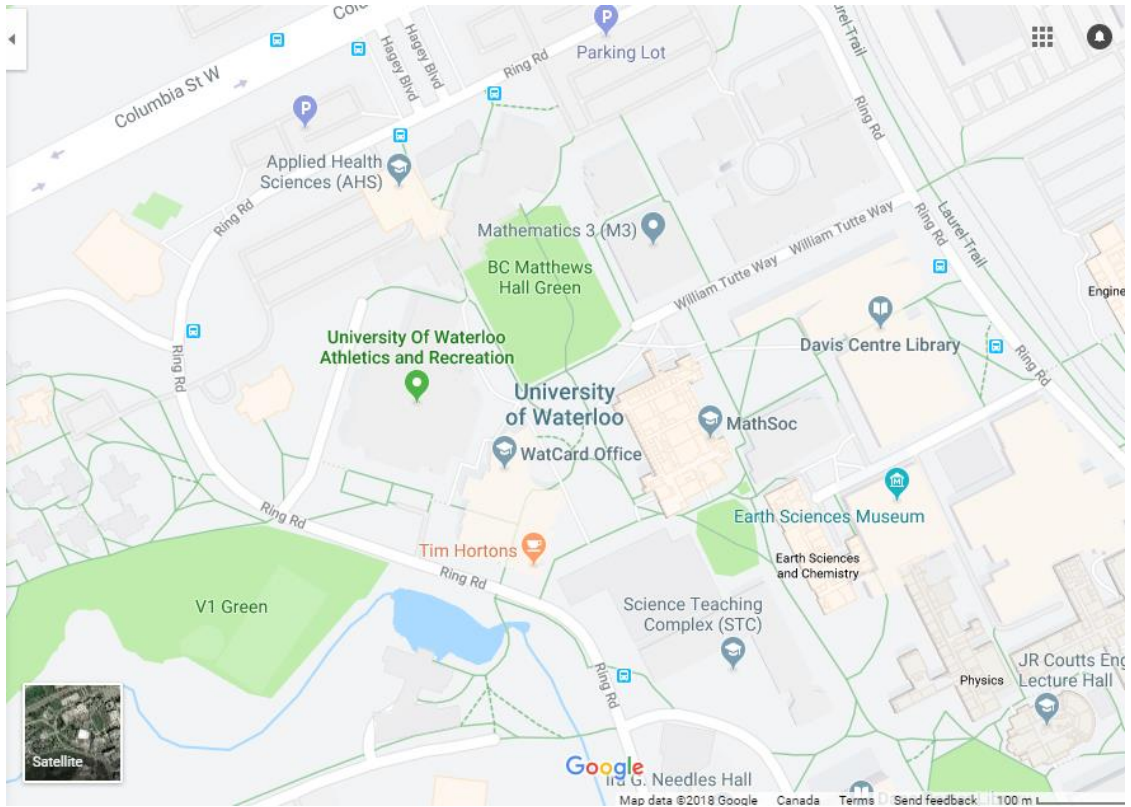 Colu
P
Parking Lot
Hagey Blvd
Hagey Blvd
Ring Rd
Columbia St W
P
Applied Health
Sciences (AHS)
Ring Rd
Laurel Trail
Ring Rd
Ring Rd
Laurel Trail
Mathematics 3 (M3)
William Tutte Way
William Tutte Way
BC Matthews
Hall Green
Engine
University Of Waterloo
Athletics and Recreation
Davis Centre Library
Ring Rd
Ring Rd
University
of Waterloo
MathSoc
WatCard Office
M
Earth Sciences Museum
Ring Rd
Tim Hortons
Earth Sciences
and Chemistry
Ring Rd
V1 Green
Science Teaching
Complex (STC)
JR Coutts Eng
Lecture Hall
Physics
Ring Rd
Satellite
Google
Ira G. Needles Hall
Map data ©2018 Google Canada Terms Send feedback 100 m